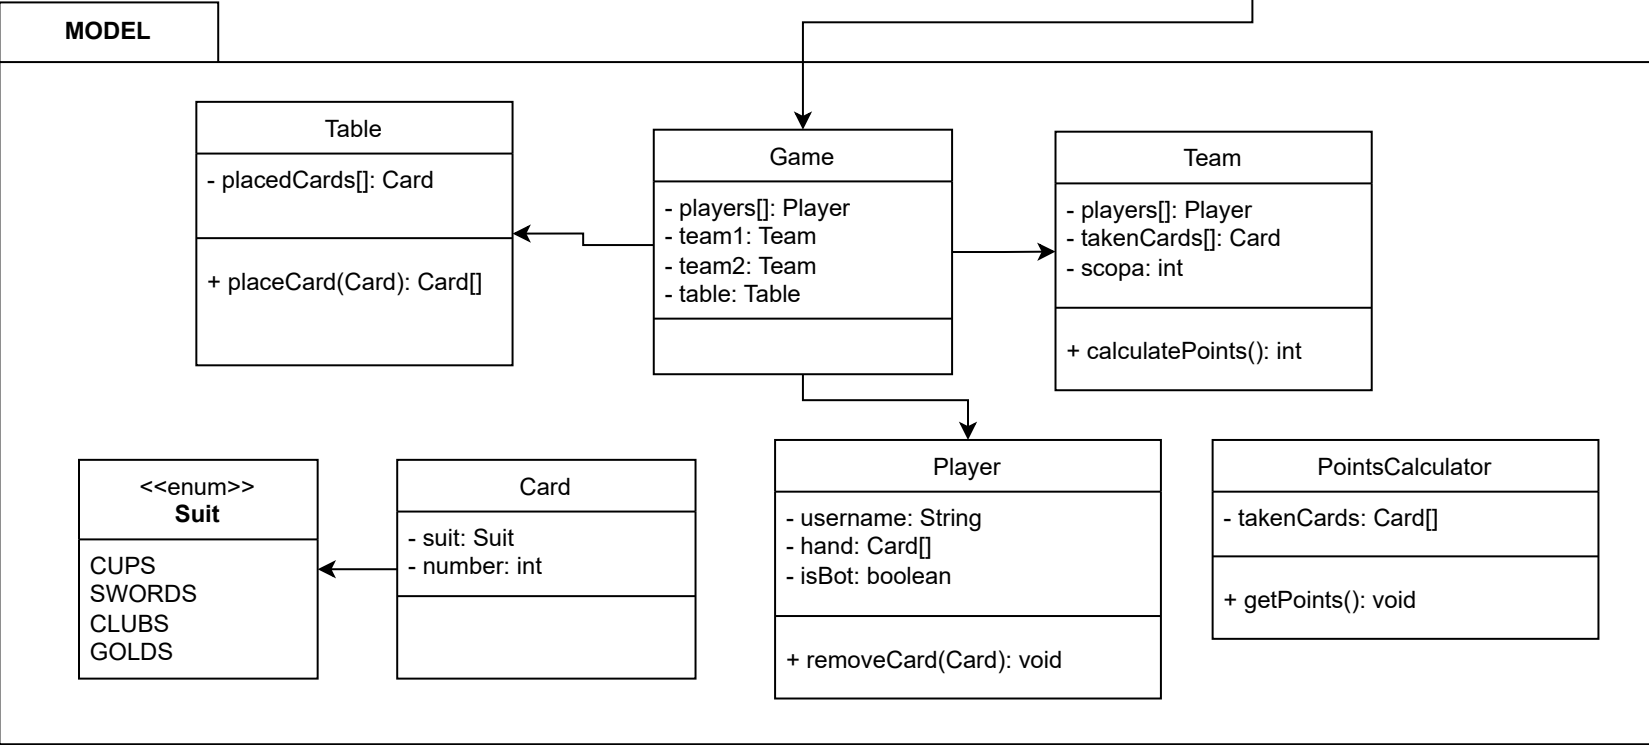 MODEL
Table
- placedCards[]: Card
+ placeCard(Card): Card[]
Game
- players[]: Player
- team1: Team
- team2: Team
- table: Table
Team
- players[]: Player
- takenCards[]: Card
- scopa: int
+ calculatePoints(): int
<<enum>>
Suit
CUPS
SWORDS
CLUBS
GOLDS
Card
- suit: Suit
- number: int
Player
- username: String
- hand: Card[]
- isBot: boolean
+ removeCard(Card): void
PointsCalculator
- takenCards: Card[]
+ getPoints(): void